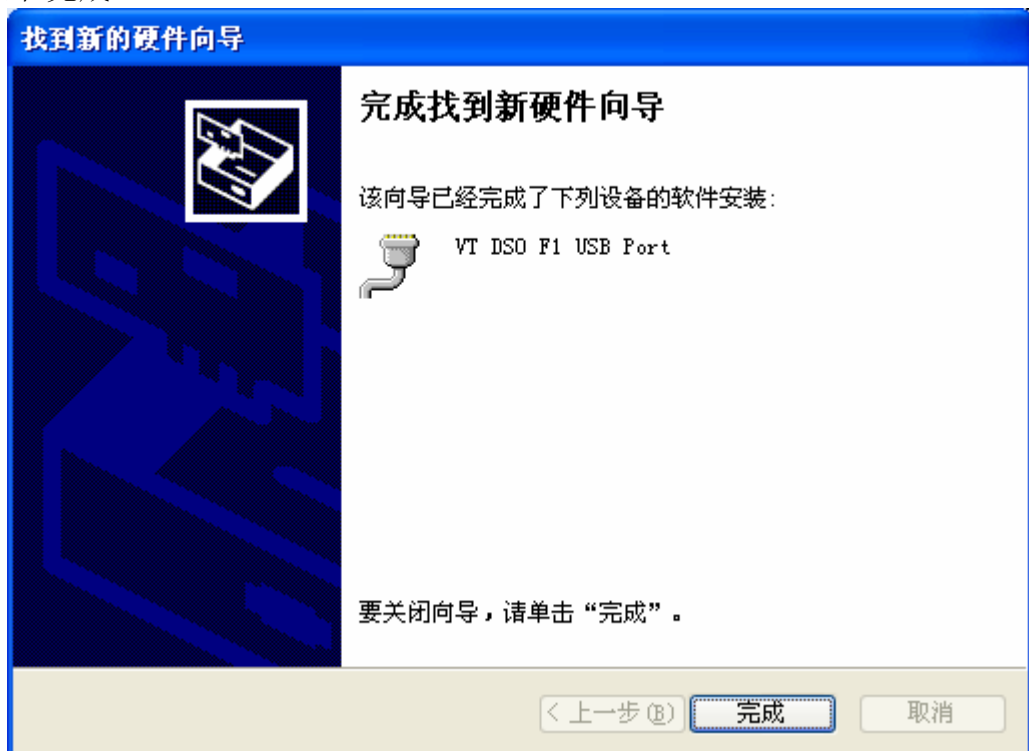 找到新的硬件向导
完成找到新硬件向导
该向导已经完成了下列设备的软件安装:
VT DSO F1 USB Port
要关闭向导，请单击“完成”。
< 上一步(B)
完成
取消